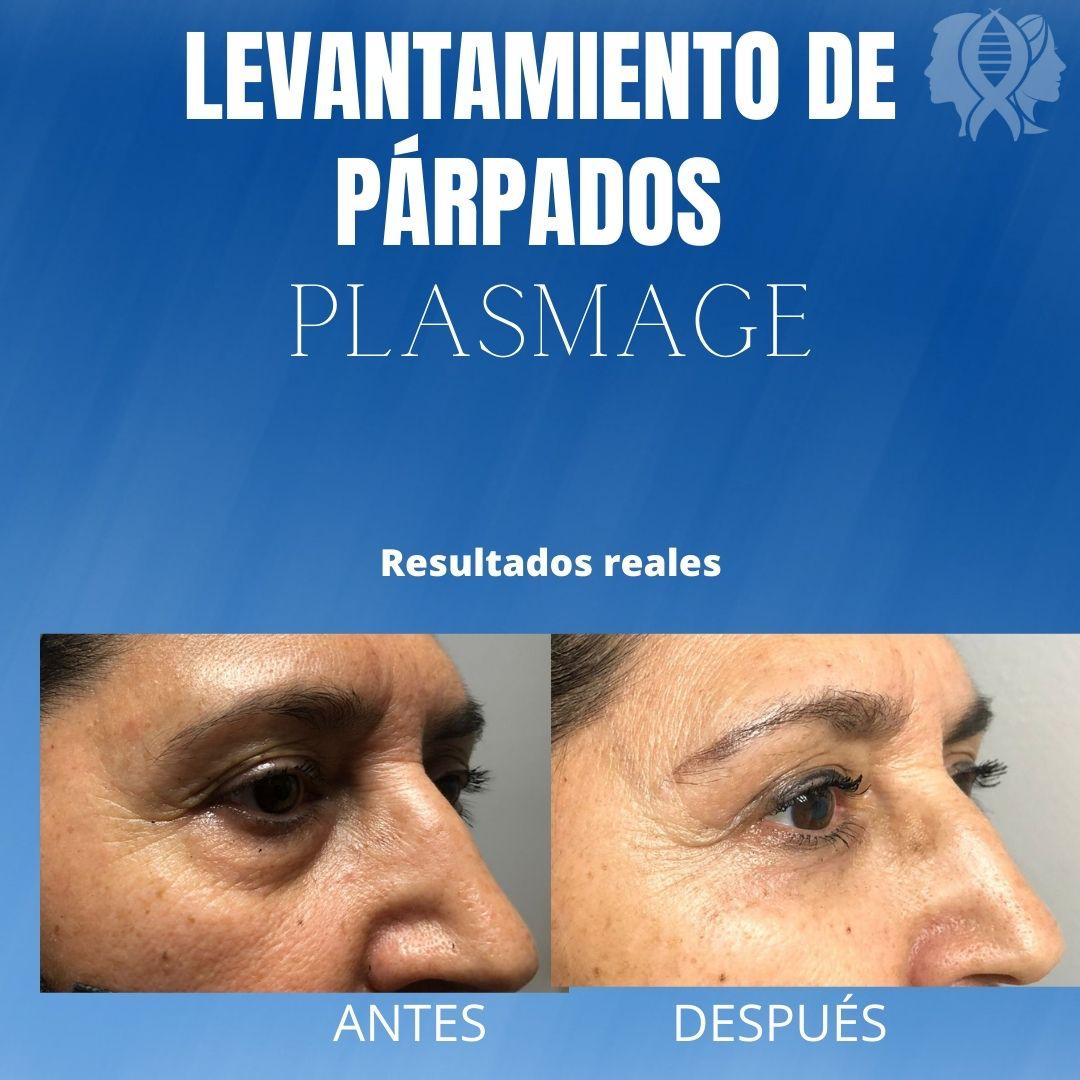 LEVANTAMIENTO DE
PÁRPADOS
PLASMAGE
Resultados reales
ANTES
DESPUÉS